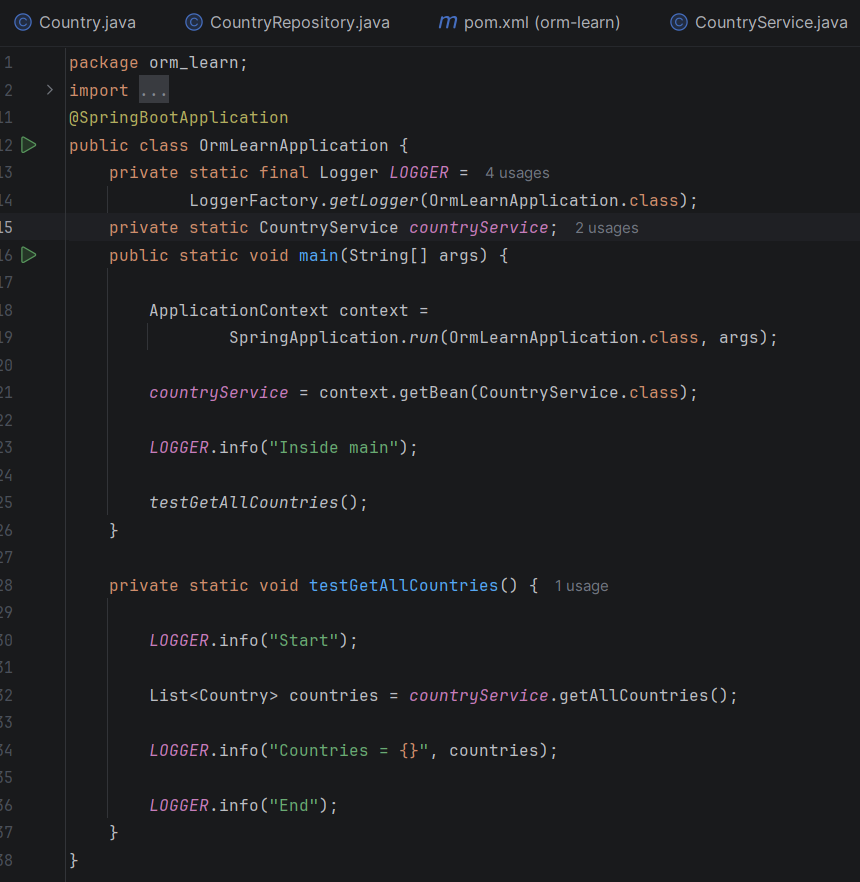 Country.java CountryRepository.java pom.xml (orm-learn) CountryService.java
1 package orm_learn;
2 import ...
11 @SpringBootApplication
12 public class OrmLearnApplication {
13 private static final Logger LOGGER = 4 usages
14 LoggerFactory.getLogger(OrmLearnApplication.class);
15 private static CountryService countryService; 2 usages
16 public static void main(String[] args) {
17
18 ApplicationContext context =
19 SpringApplication.run(OrmLearnApplication.class, args);
20
21 countryService = context.getBean(CountryService.class);
22
23 LOGGER.info("Inside main");
24
25 testGetAllCountries();
26 }
27
28 private static void testGetAllCountries() { 1 usage
29
30 LOGGER.info("Start");
31
32 List<Country> countries = countryService.getAllCountries();
33
34 LOGGER.info("Countries = {}", countries);
35
36 LOGGER.info("End");
37 }
38 }